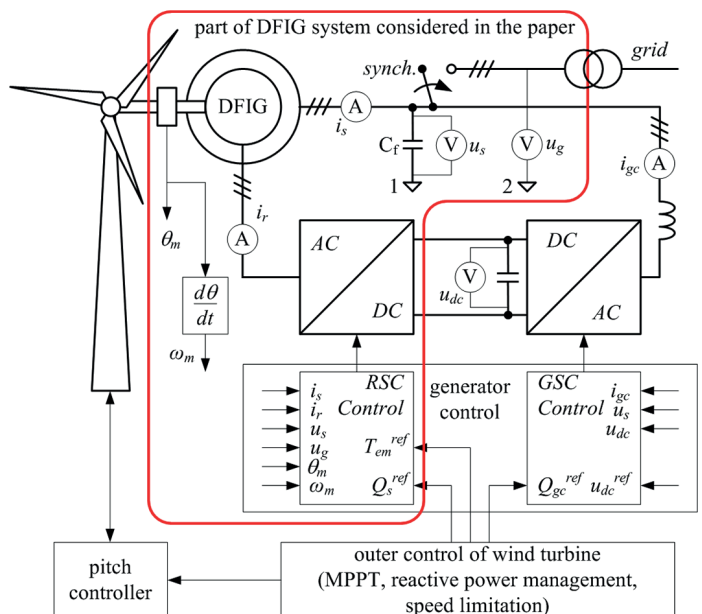 part of DFIG system considered in the paper
grid
synch.
DFIG
A
i_s
C_f
V
u_s
V
u_g
A
i_gc
1
2
θ_m
i_r
A
AC
DC
V
u_dc
DC
AC
dθ
dt
ω_m
RSC
Control
i_s
i_r
u_s
u_g
θ_m
ω_m
T_em^ref
Q_s^ref
generator
control
GSC
Control
i_gc
u_s
u_dc
Q_gc^ref
u_dc^ref
pitch
controller
outer control of wind turbine
(MPPT, reactive power management,
speed limitation)